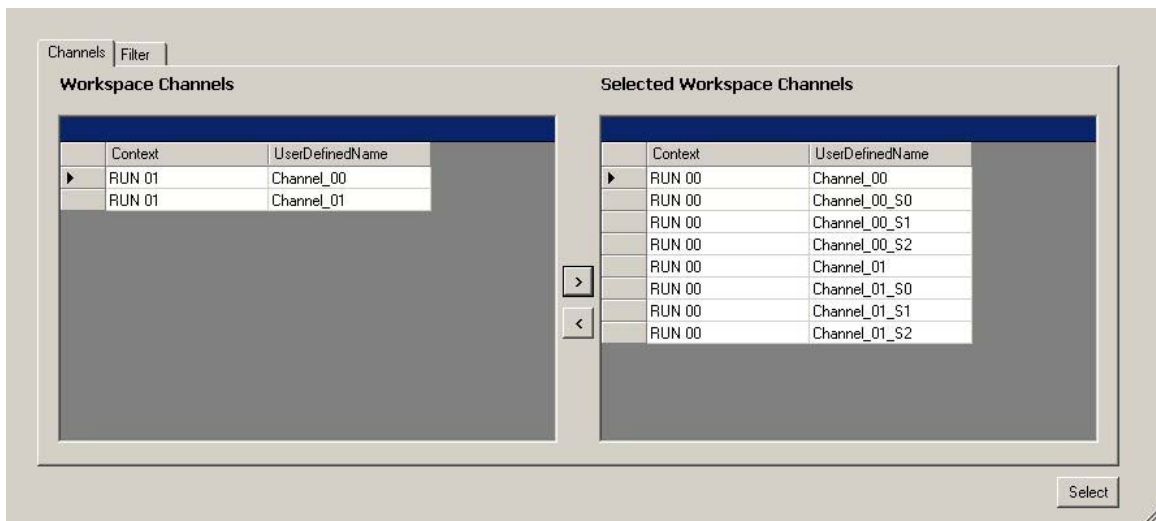 Channels Filter
Workspace Channels
Context UserDefinedName
RUN 01 Channel_00
RUN 01 Channel_01
>
<
Selected Workspace Channels
Context UserDefinedName
RUN 00 Channel_00
RUN 00 Channel_00_S0
RUN 00 Channel_00_S1
RUN 00 Channel_00_S2
RUN 00 Channel_01
RUN 00 Channel_01_S0
RUN 00 Channel_01_S1
RUN 00 Channel_01_S2
Select